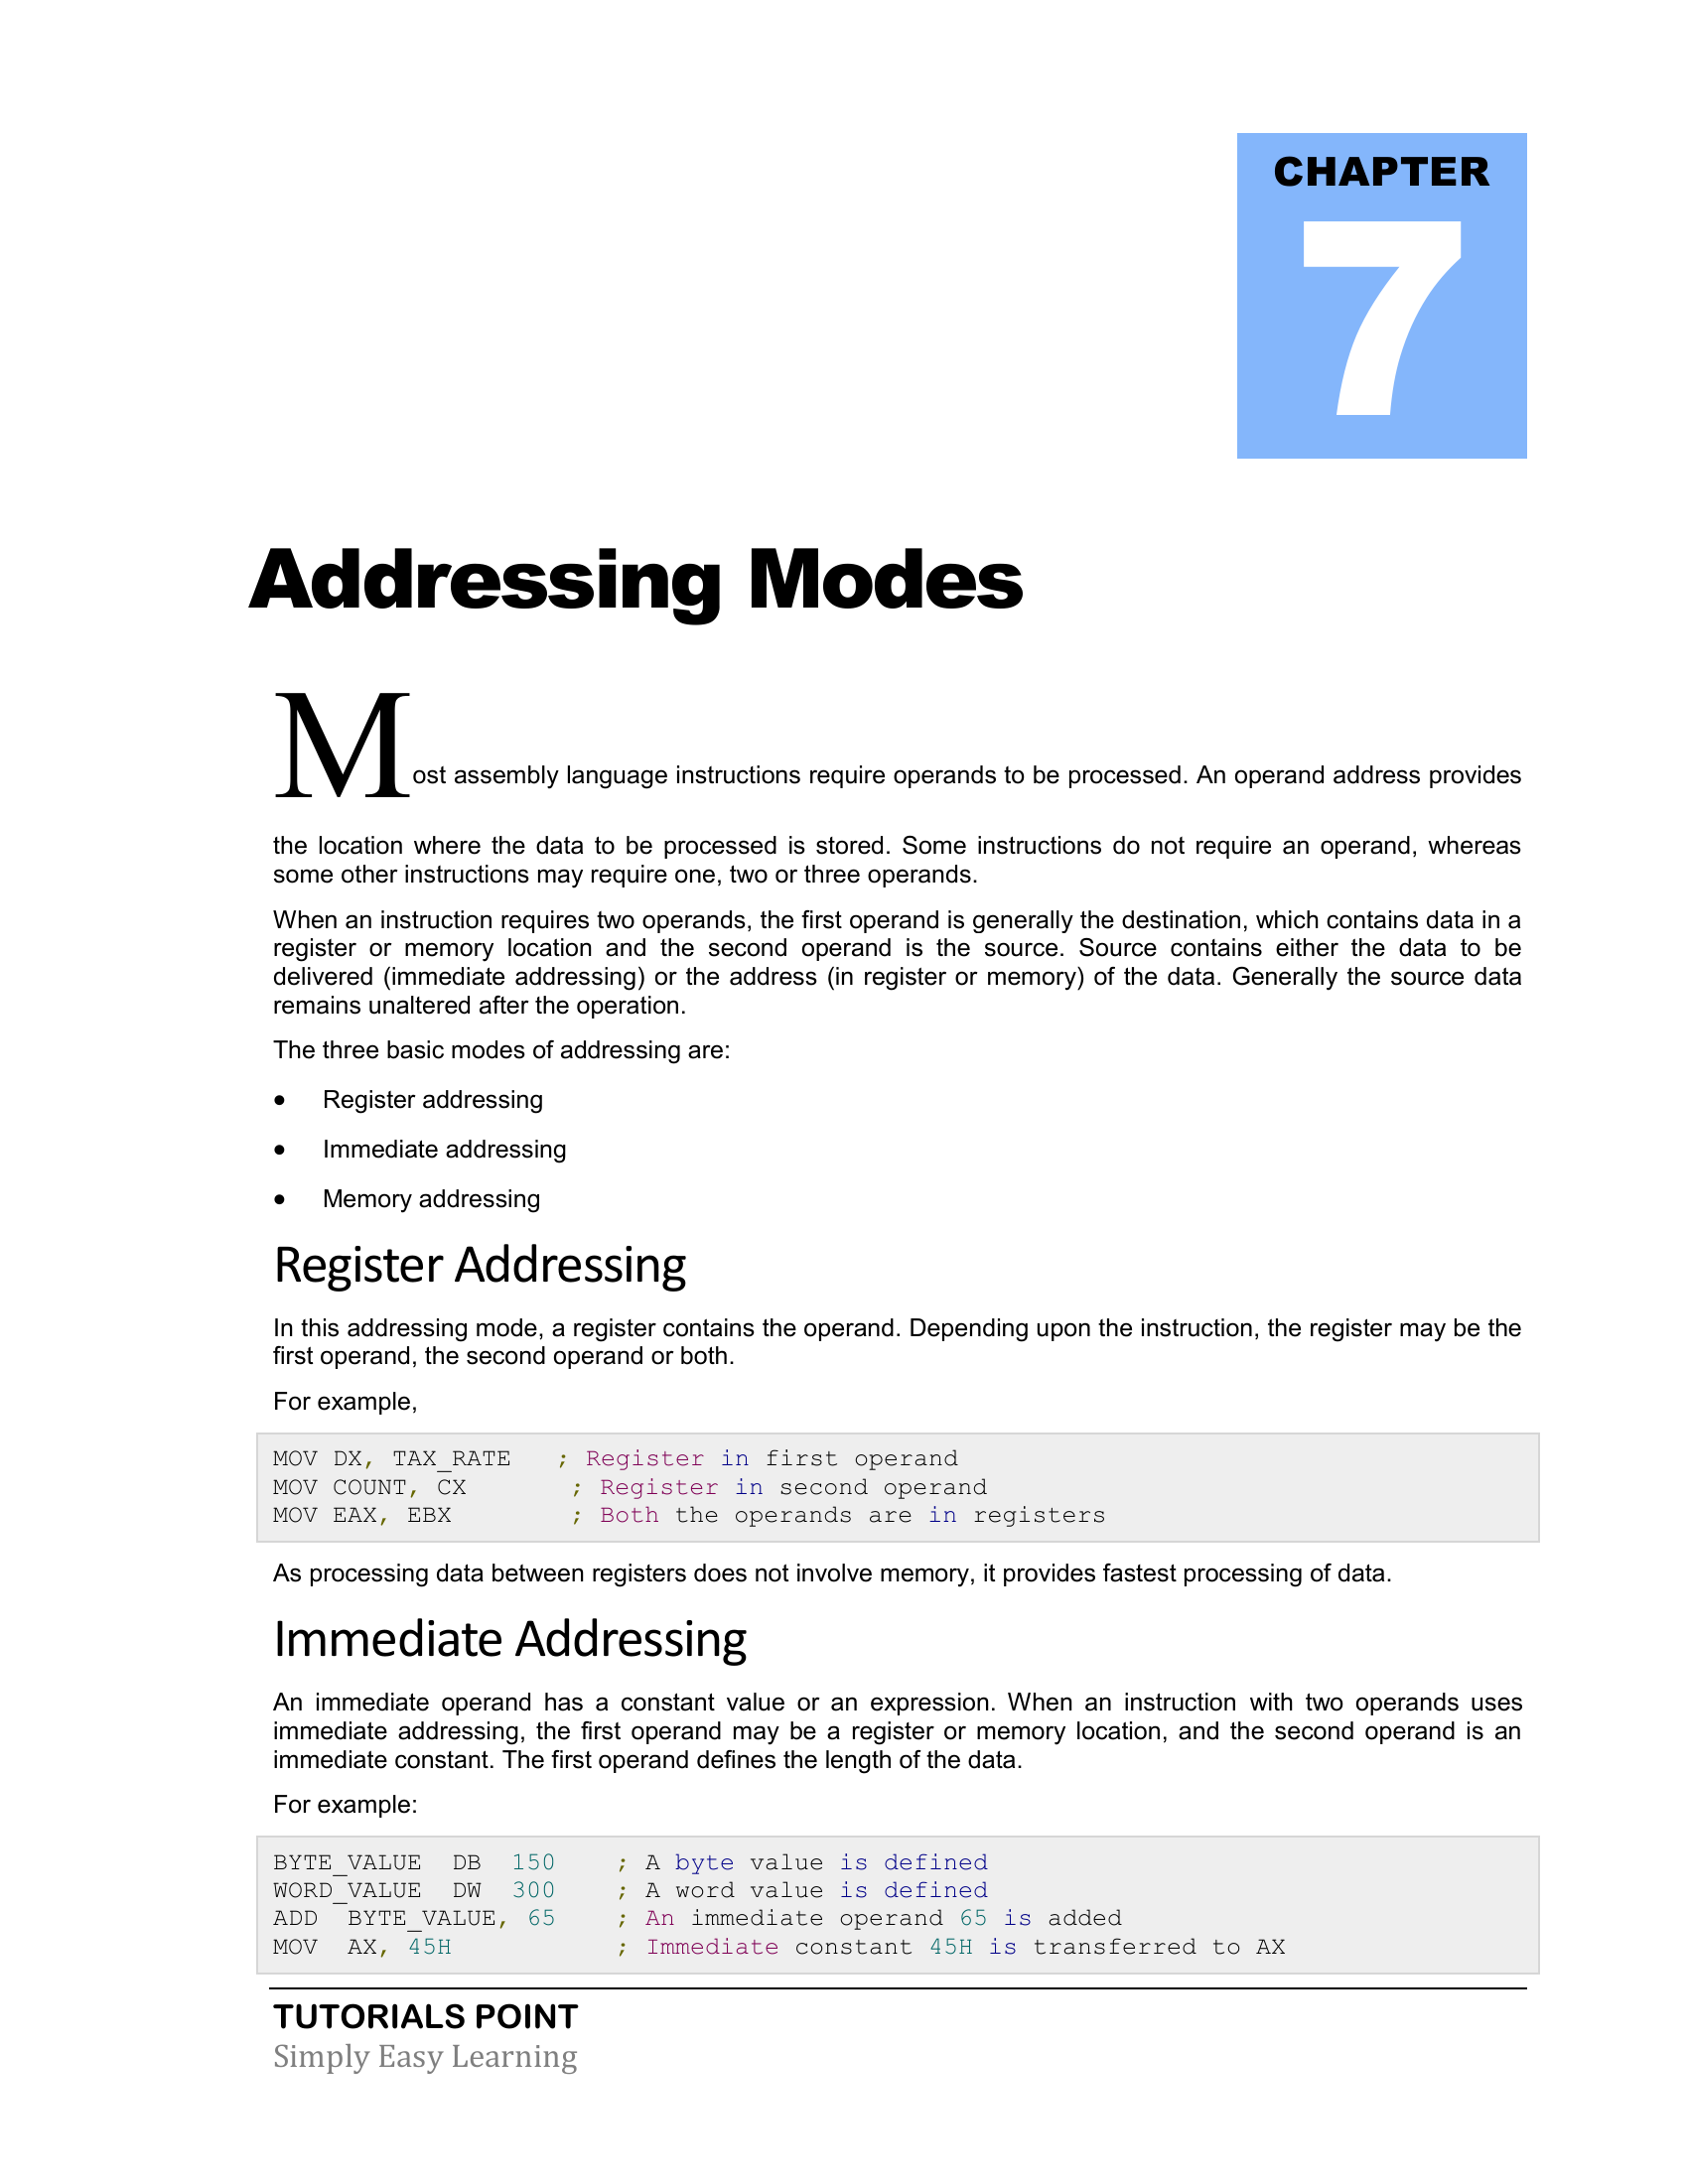 CHAPTER
7
Addressing Modes
Most assembly language instructions require operands to be processed. An operand address provides
the location where the data to be processed is stored. Some instructions do not require an operand, whereas
some other instructions may require one, two or three operands.
When an instruction requires two operands, the first operand is generally the destination, which contains data in a
register or memory location and the second operand is the source. Source contains either the data to be
delivered (immediate addressing) or the address (in register or memory) of the data. Generally the source data
remains unaltered after the operation.
The three basic modes of addressing are:
• Register addressing
• Immediate addressing
• Memory addressing
Register Addressing
In this addressing mode, a register contains the operand. Depending upon the instruction, the register may be the
first operand, the second operand or both.
For example,
MOV DX, TAX_RATE   ; Register in first operand
MOV COUNT, CX       ; Register in second operand
MOV EAX, EBX        ; Both the operands are in registers
As processing data between registers does not involve memory, it provides fastest processing of data.
Immediate Addressing
An immediate operand has a constant value or an expression. When an instruction with two operands uses
immediate addressing, the first operand may be a register or memory location, and the second operand is an
immediate constant. The first operand defines the length of the data.
For example:
BYTE_VALUE  DB  150    ; A byte value is defined
WORD_VALUE  DW  300    ; A word value is defined
ADD  BYTE_VALUE, 65    ; An immediate operand 65 is added
MOV  AX, 45H           ; Immediate constant 45H is transferred to AX
TUTORIALS POINT
Simply Easy Learning